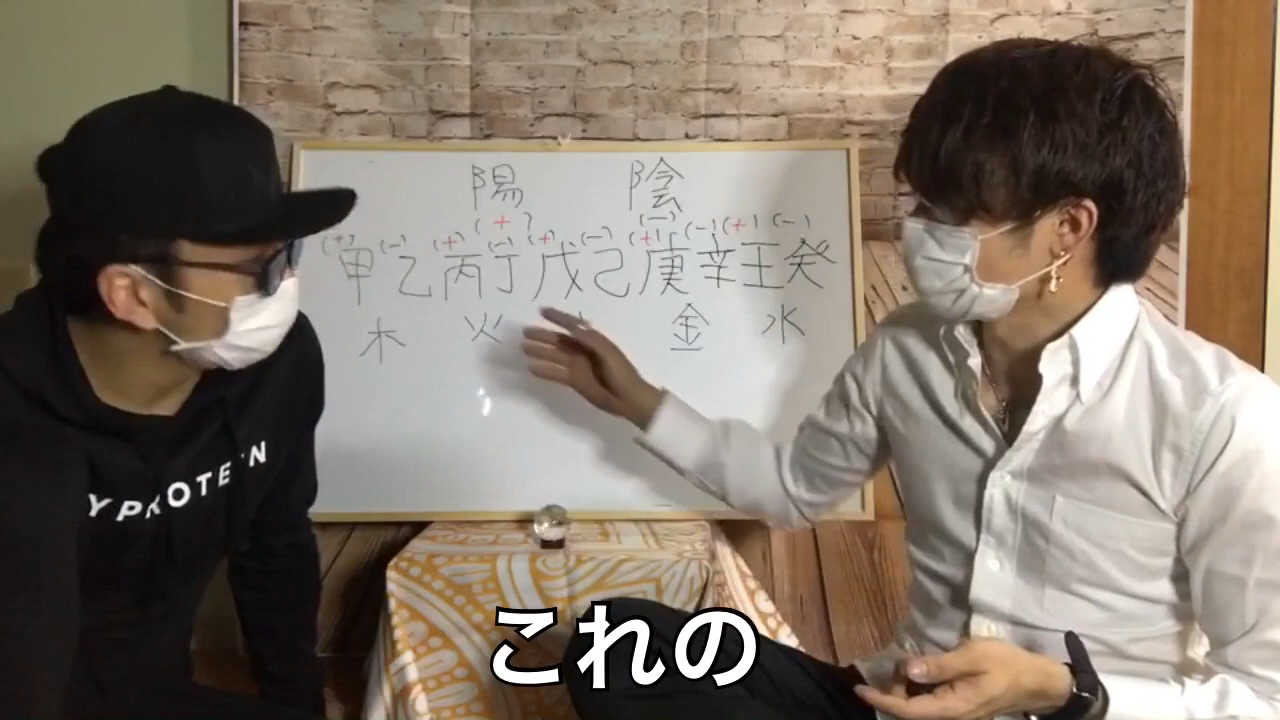 陽 陰
(+)
(+) (-) (+) (-) (+) (-) (+) (-) (-) (+) (-)
甲 乙 丙 丁 戊 己 庚 辛 壬 癸
木 火 金 水
これの